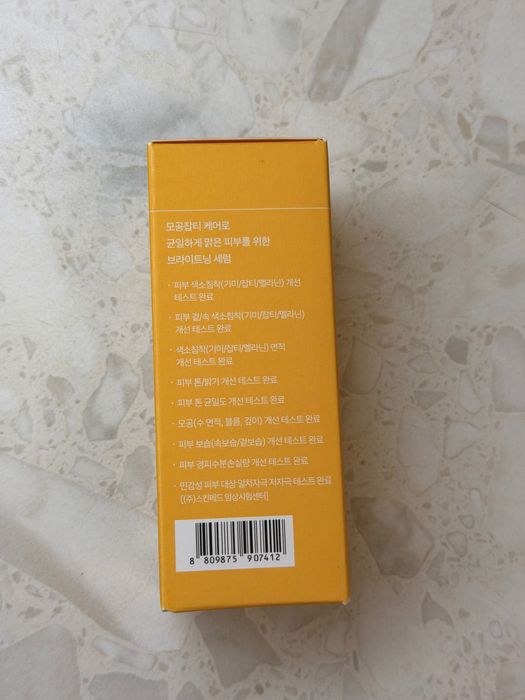 모공잡티 케어로
균일하게 맑은 피부를 위한
브라이트닝 세럼
· 피부 색소침착(기미/잡티/멜라닌) 개선
테스트 완료
· 피부 겉/속 색소침착(기미/잡티/멜라닌)
개선 테스트 완료
· 색소침착(기미/잡티/멜라닌) 면적
개선 테스트 완료
· 피부 톤/밝기 개선 테스트 완료
· 피부 톤 균일도 개선 테스트 완료
· 모공(수 면적, 볼륨, 깊이) 개선 테스트 완료
· 피부 보습(속보습/겉보습) 개선 테스트 완료
· 피부 경피수분손실량 개선 테스트 완료
· 민감성 피부 대상 일차자극 저자극 테스트 완료
[(주)스킨메드 임상시험센터]
8 809875 907412